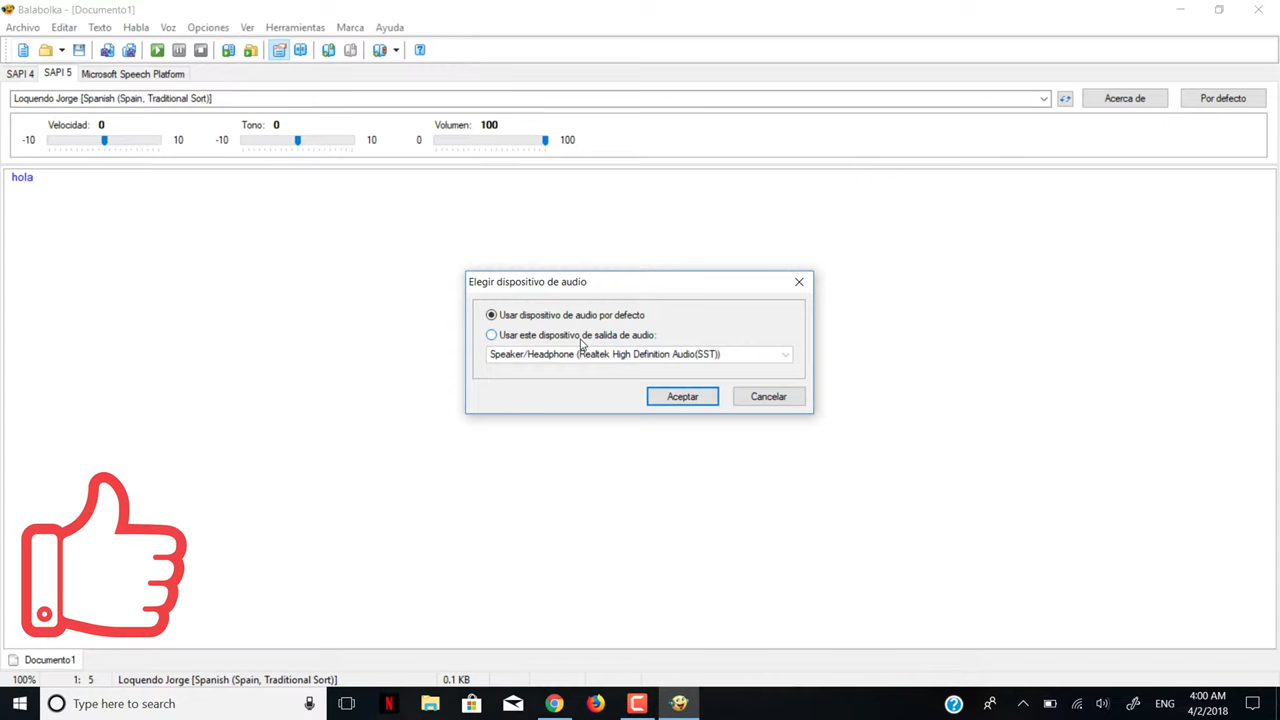 Balabolka - [Documento1]
Archivo Editar Texto Habla Voz Opciones Ver Herramientas Marca Ayuda
SAPI 4 SAPI 5 Microsoft Speech Platform
Loquendo Jorge [Spanish (Spain, Traditional Sort)] Acerca de Por defecto
Velocidad: 0 Tono: 0 Volumen: 100
-10 10 -10 10 0 100
hola
Elegir dispositivo de audio
Usar dispositivo de audio por defecto
Usar este dispositivo de salida de audio:
Speaker/Headphone (Realtek High Definition Audio(SST))
Aceptar Cancelar
Documento1
100% 1: 5 Loquendo Jorge [Spanish (Spain, Traditional Sort)] 0.1 KB
Type here to search ENG 4:00 AM
4/2/2018